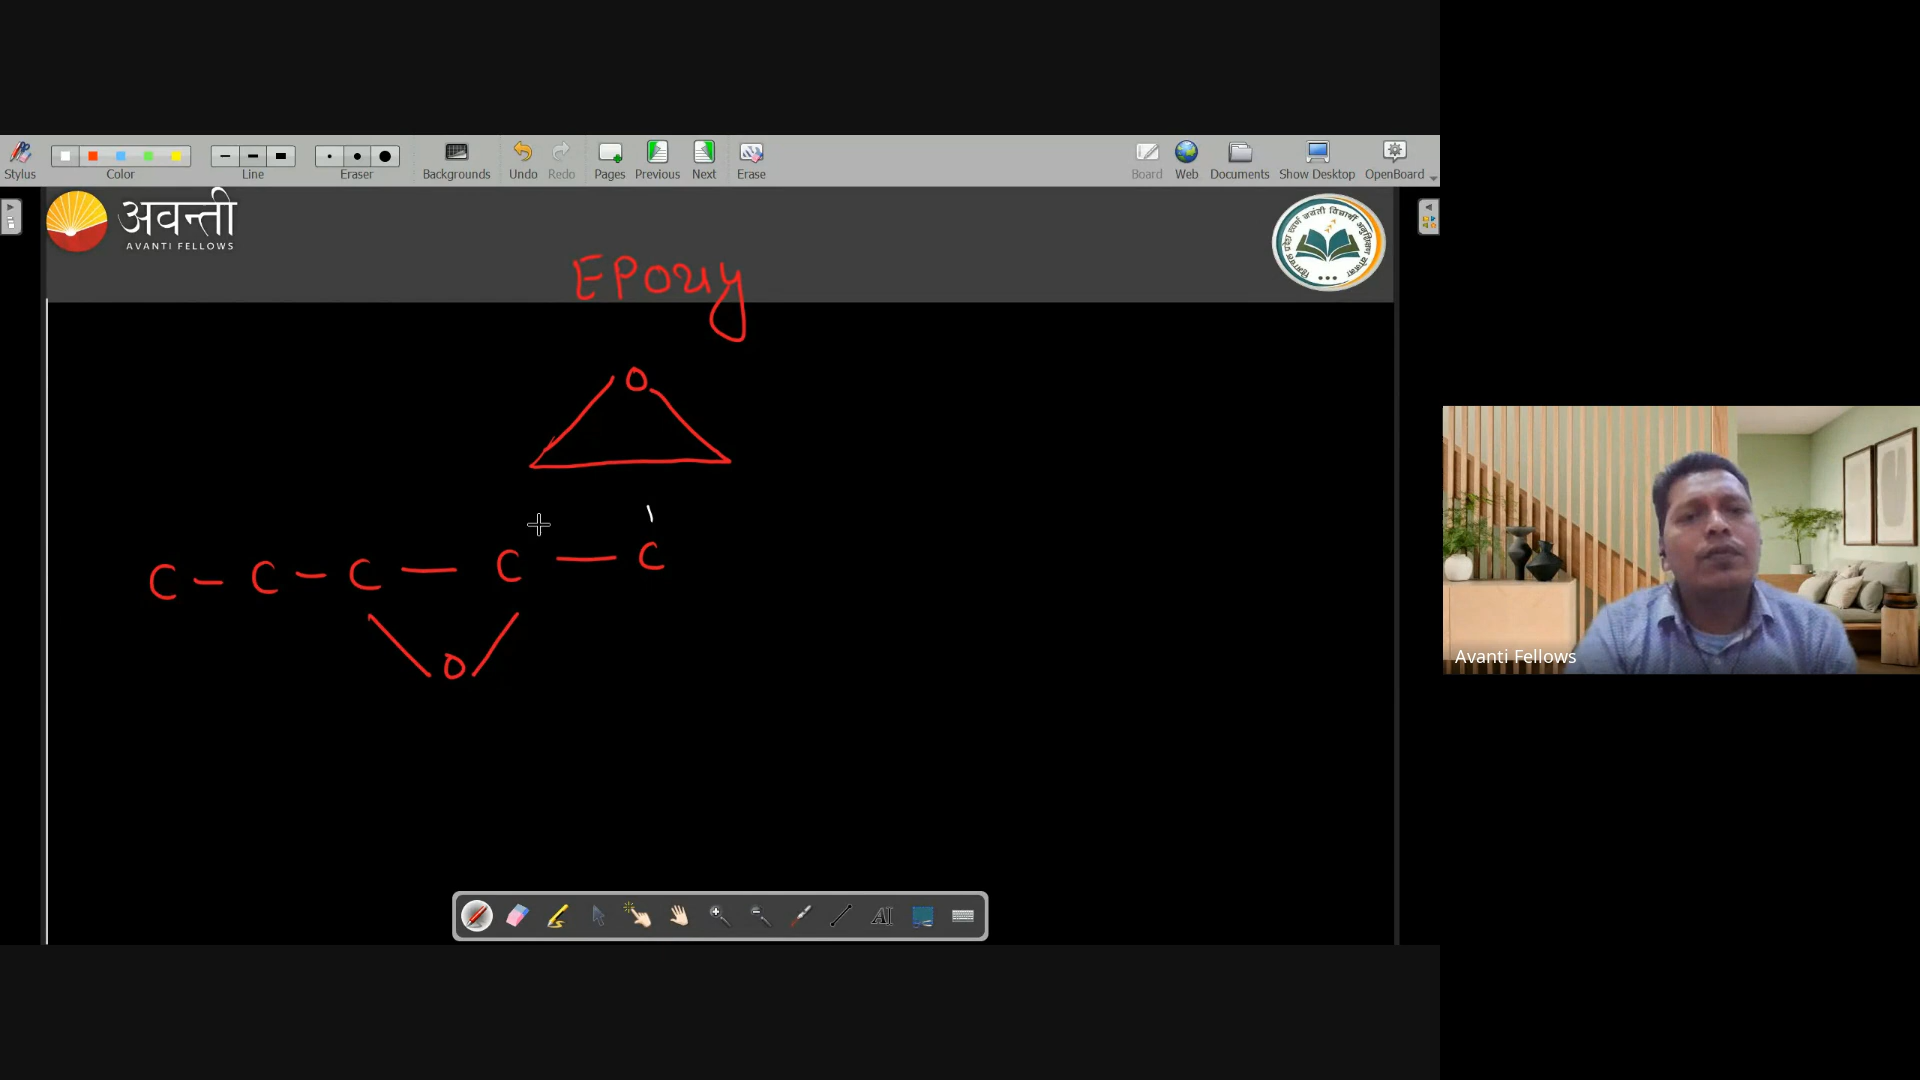 Stylus Color Line Eraser Backgrounds Undo Redo Pages Previous Next Erase Board Web Documents Show Desktop OpenBoard
अवन्ती
AVANTI FELLOWS
EPOxy
O
C - C - C — C — C
O
Avanti Fellows